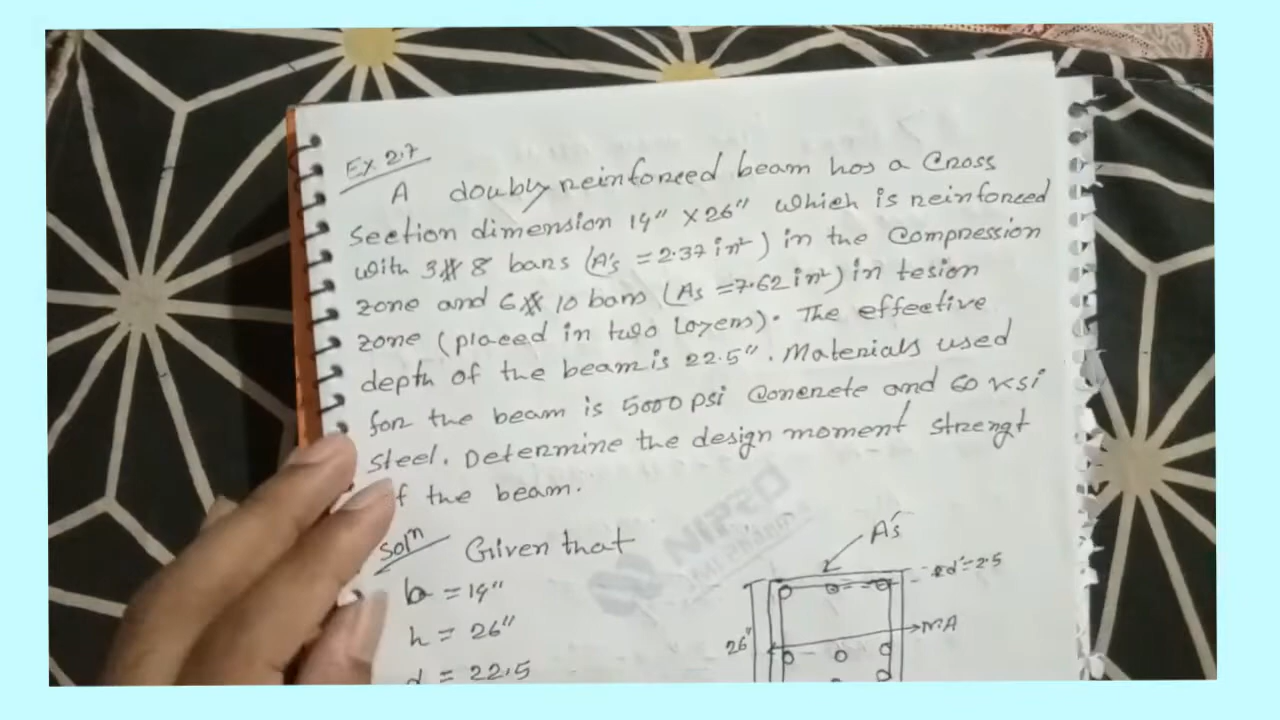 Ex 2.7
A doubly reinforced beam has a Cross
section dimension 14" X 26" which is reinforced
with 3# 8 bars (A's = 2.37 in²) in the compression
zone and 6# 10 bars (As = 7.62 in²) in tesion
zone (placed in two layers). The effective
depth of the beam is 22.5". Materials used
for the beam is 5000 psi Concrete and 60 ksi
steel. Determine the design moment strengt
f the beam.
Soln Given that
b = 14"
h = 26"
d = 22.5
A's
d' = 2.5
26"